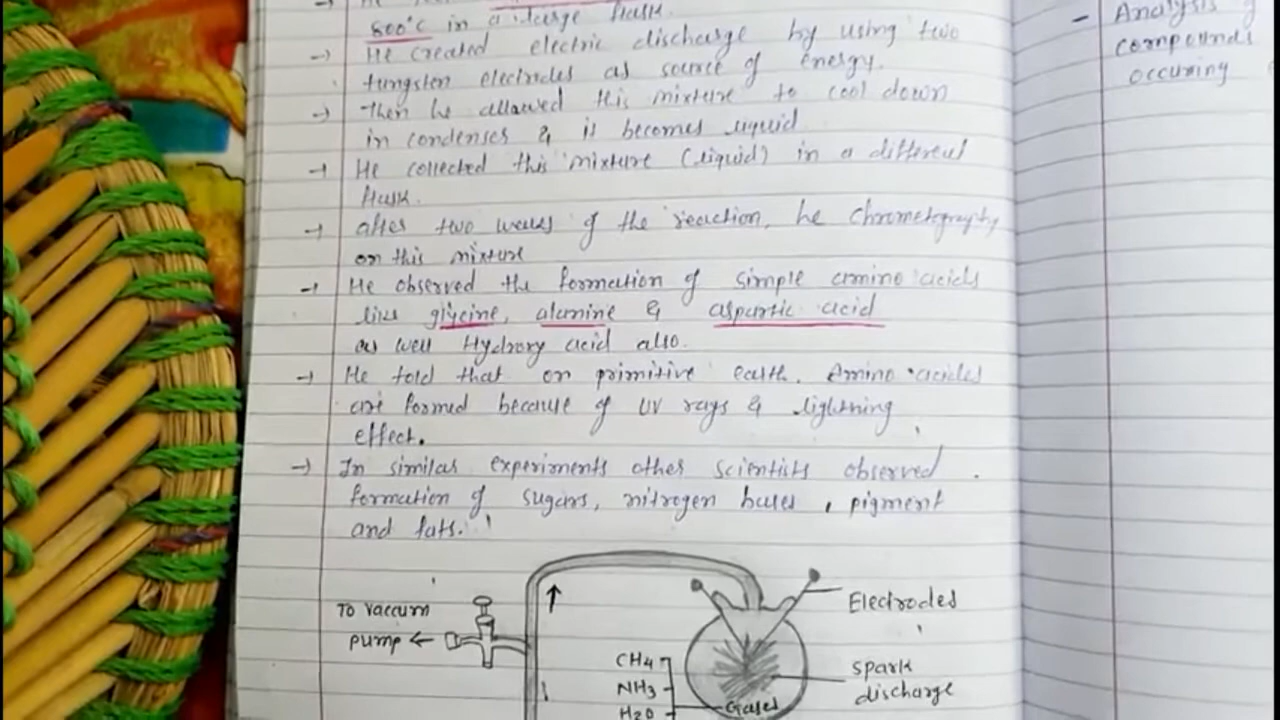 800°C in a large flask.
→ He created electric discharge by using two
tungsten electrodes as source of energy.
→ Then he allowed this mixture to cool down
in condenser & it becomes liquid
→ He collected this mixture (liquid) in a different
flask.
→ after two weeks of the reaction, he chrometography
on this mixture
→ He observed the formation of simple amino acids
like glycine, alanine & aspartic acid
as well Hydroxy acid also.
→ He told that on primitive earth. Amino acides
are formed because of UV rays & lightning
effect.
→ In similar experiments other scientists observed
formation of sugars, nitrogen bases, pigment
and fats.
To vaccum
pump ←
Electrodes
CH4
NH3
H2O
Gases
spark
discharge
- Analysis of
compounds
occuring